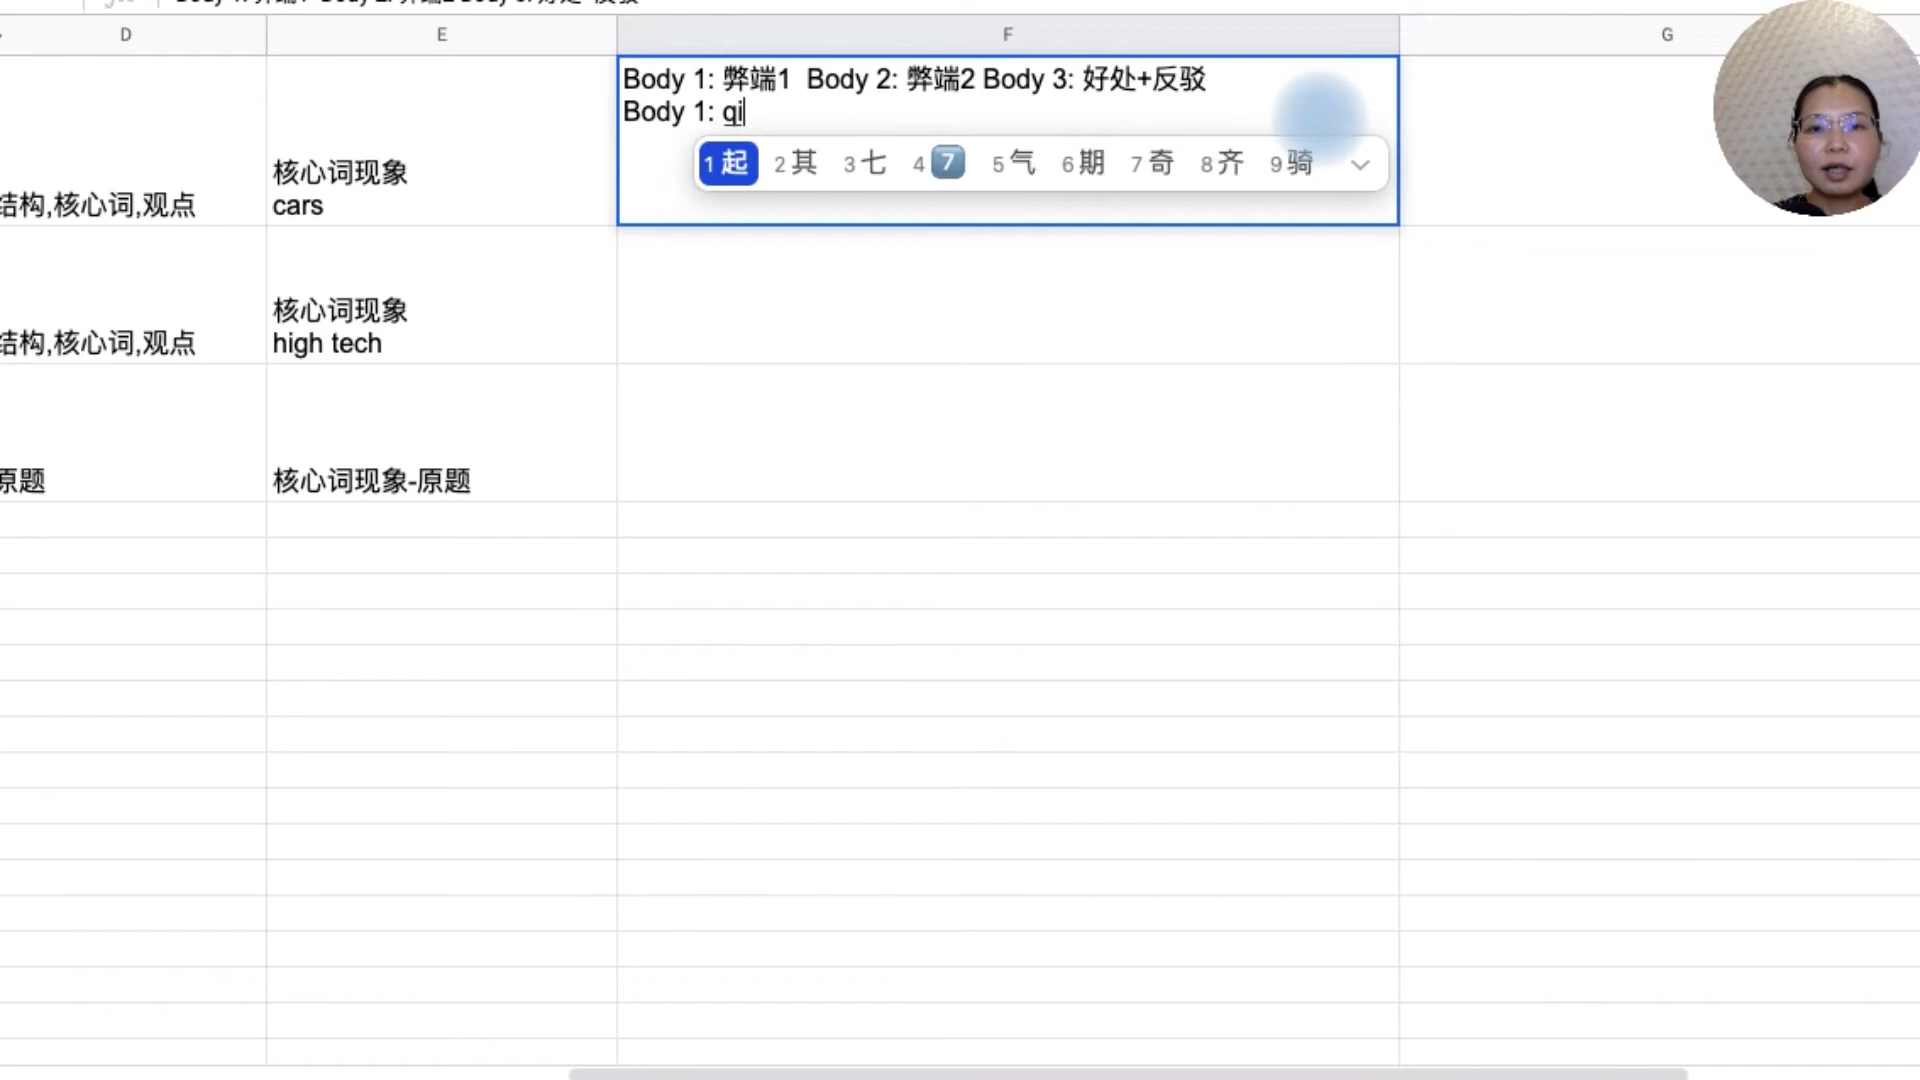 D E F G
Body 1: 弊端1  Body 2: 弊端2 Body 3: 好处+反驳
Body 1: qi
1 起 2 其 3 七 4 7 5 气 6 期 7 奇 8 齐 9 骑
结构,核心词,观点
核心词现象
cars
结构,核心词,观点
核心词现象
high tech
原题
核心词现象-原题